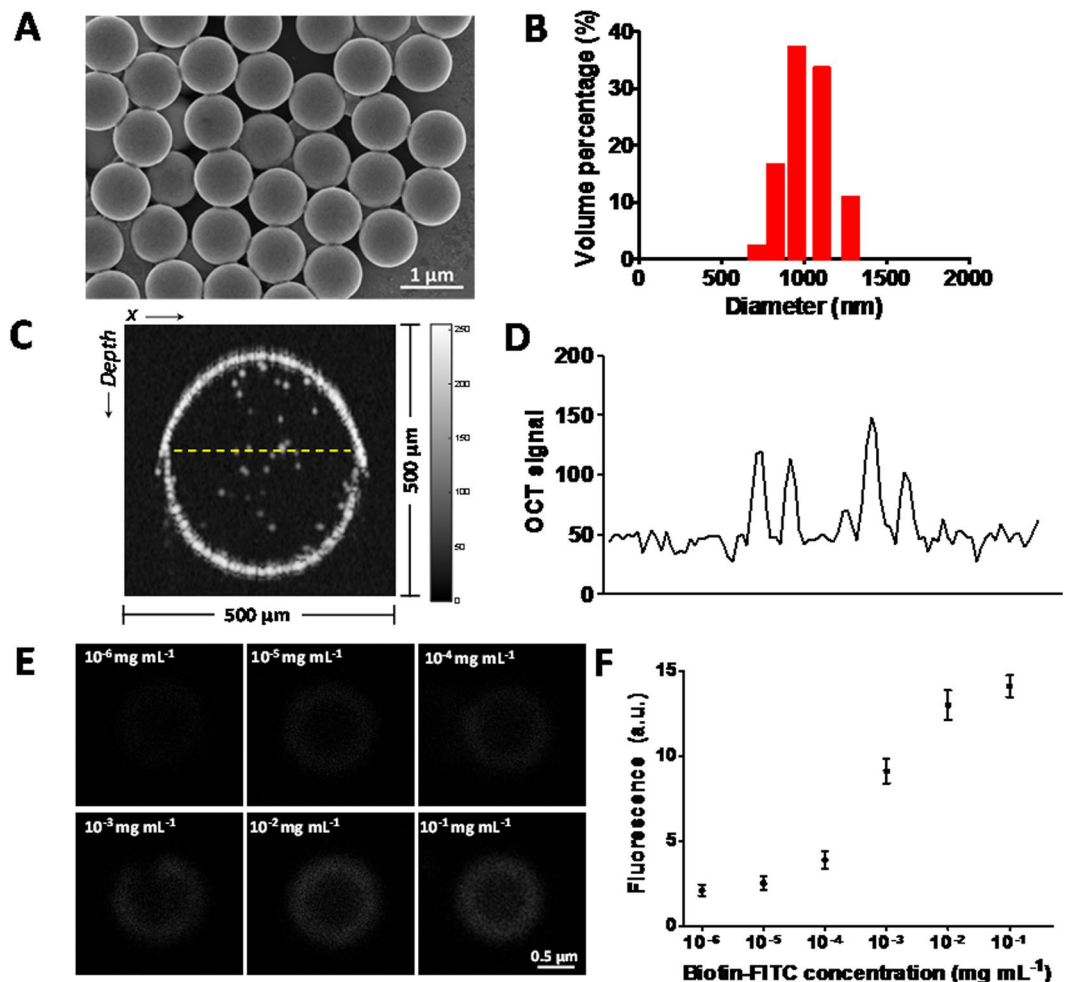 A
1 µm
B
Volume percentage (%)
40
30
20
10
0
0 500 1000 1500 2000
Diameter (nm)
C
x
Depth
250
200
150
100
50
0
500 µm
500 µm
D
OCT signal
200
150
100
50
0
E
10⁻⁶ mg mL⁻¹
10⁻⁵ mg mL⁻¹
10⁻⁴ mg mL⁻¹
10⁻³ mg mL⁻¹
10⁻² mg mL⁻¹
10⁻¹ mg mL⁻¹
0.5 µm
F
Fluorescence (a.u.)
15
10
5
0
10⁻⁶ 10⁻⁵ 10⁻⁴ 10⁻³ 10⁻² 10⁻¹
Biotin-FITC concentration (mg mL⁻¹)